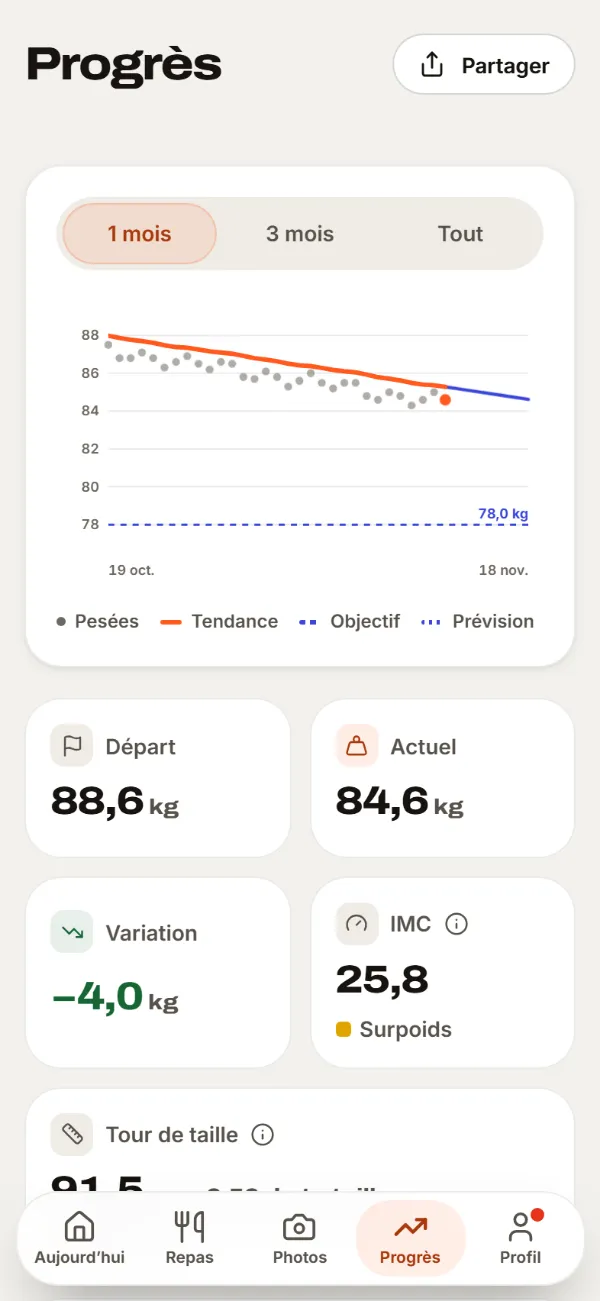 Progrès
Partager
1 mois
3 mois
Tout
88
86
84
82
80
78,0 kg
78
19 oct.
18 nov.
Pesées
Tendance
Objectif
Prévision
Départ
88,6 kg
Actuel
84,6 kg
Variation
–4,0 kg
IMC
25,8
Surpoids
Tour de taille
91,5
Aujourd’hui
Repas
Photos
Progrès
Profil